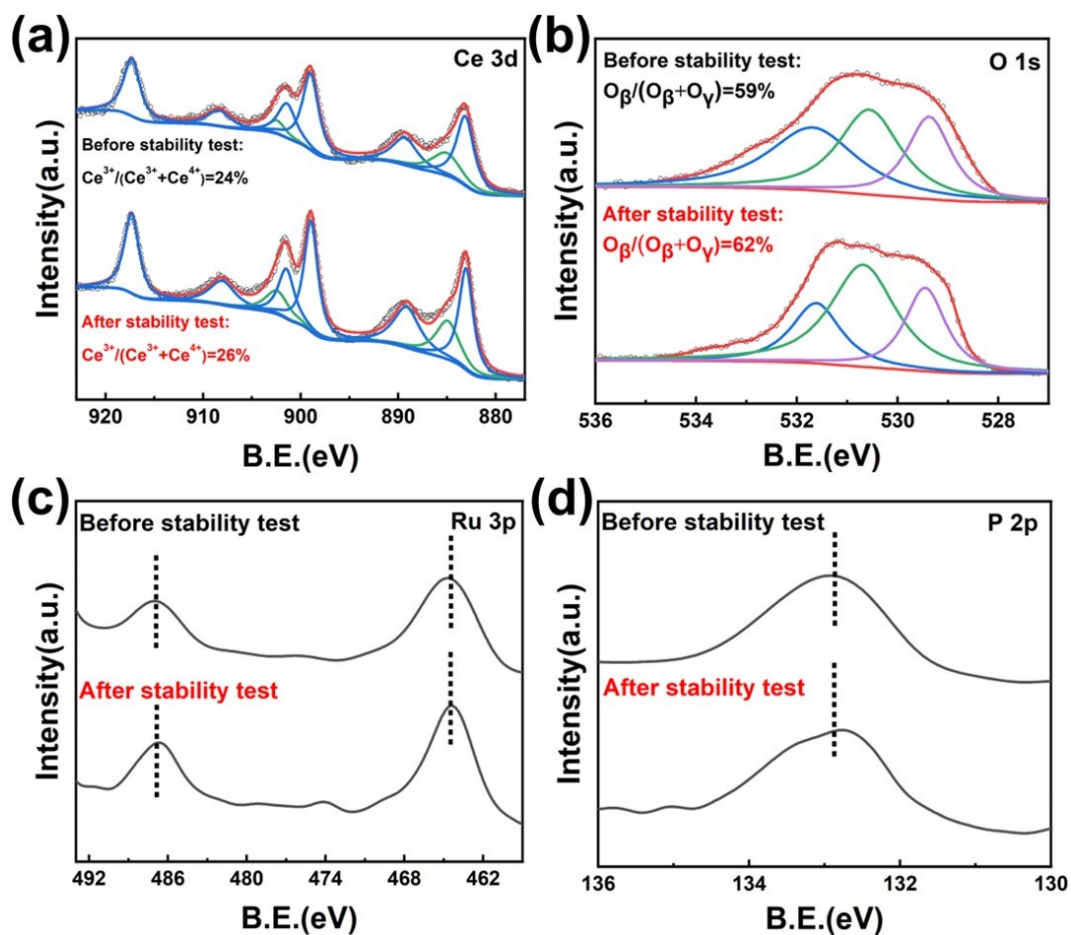 (a)
Ce 3d
Before stability test:
Ce³⁺/(Ce³⁺+Ce⁴⁺)=24%
After stability test:
Ce³⁺/(Ce³⁺+Ce⁴⁺)=26%
Intensity(a.u.)
920 910 900 890 880
B.E.(eV)
(b)
O 1s
Before stability test:
Oβ/(Oβ+Oγ)=59%
After stability test:
Oβ/(Oβ+Oγ)=62%
Intensity(a.u.)
536 534 532 530 528
B.E.(eV)
(c)
Before stability test
Ru 3p
After stability test
Intensity(a.u.)
492 486 480 474 468 462
B.E.(eV)
(d)
Before stability test
P 2p
After stability test
Intensity(a.u.)
136 134 132 130
B.E.(eV)